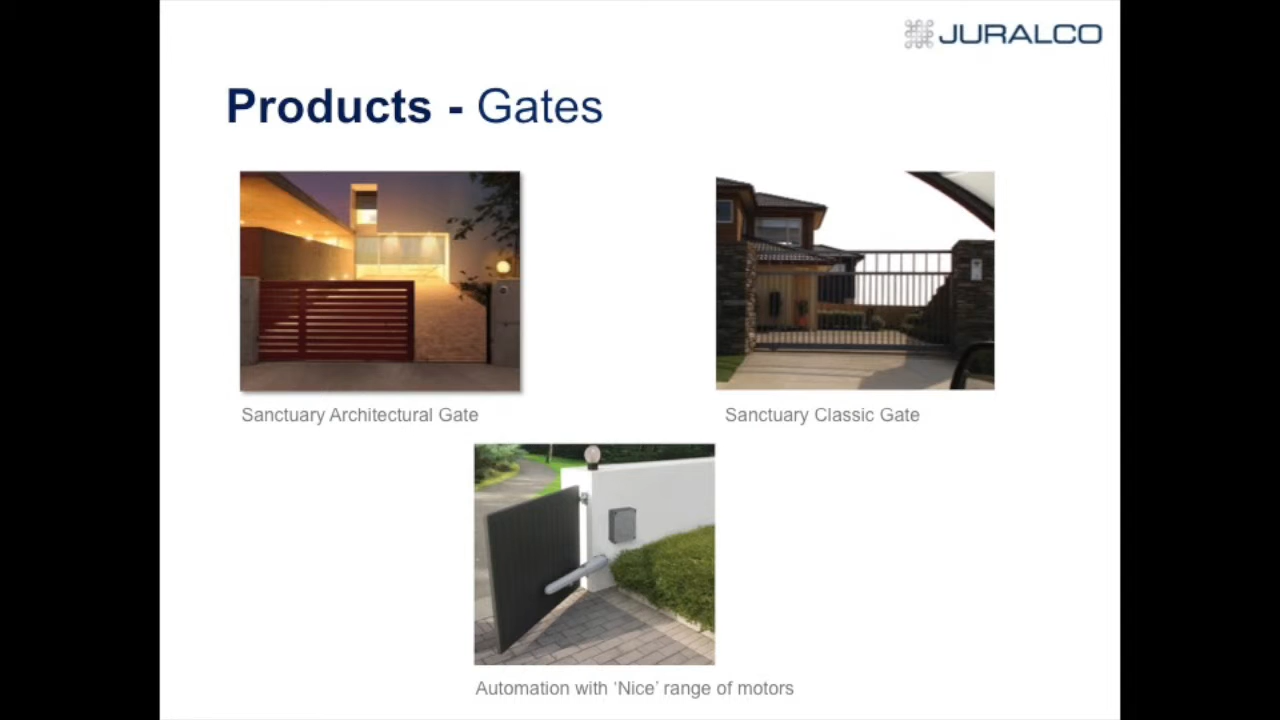 JURALCO
Products - Gates
Sanctuary Architectural Gate
Sanctuary Classic Gate
Automation with ‘Nice’ range of motors